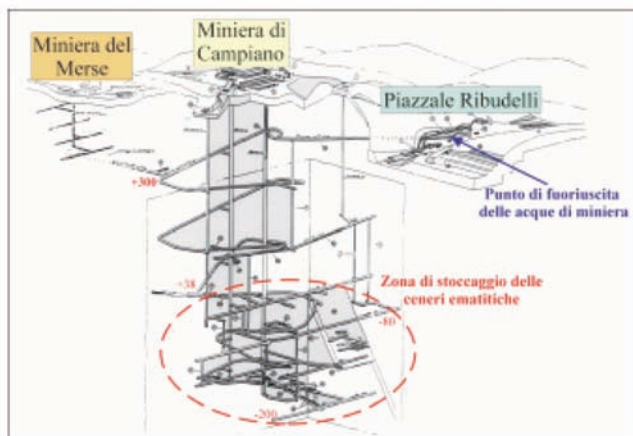 Miniera del
Merse
Miniera di
Campiano
Piazzale Ribudelli
Punto di fuoriuscita
delle acque di miniera
+300
+38
Zona di stoccaggio delle
ceneri ematitiche
-80
-200